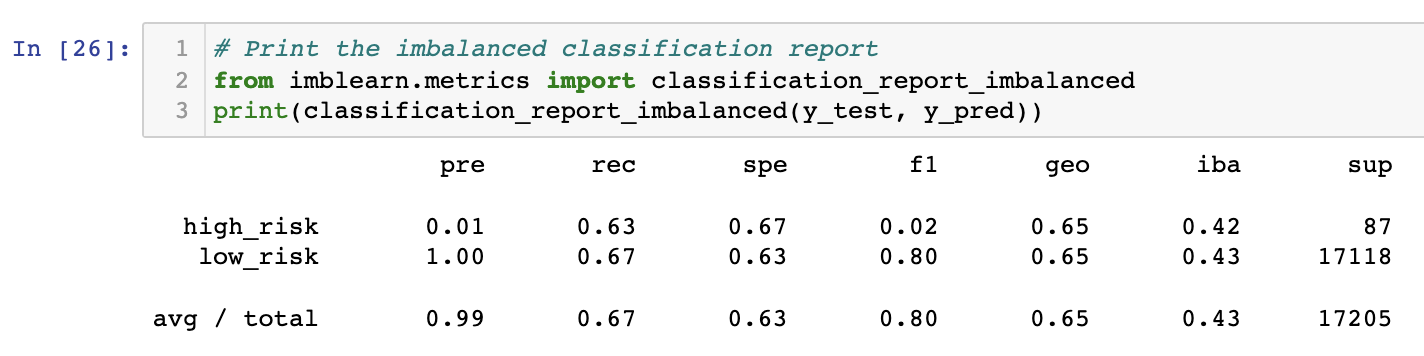 In [26]:
1 # Print the imbalanced classification report
2 from imblearn.metrics import classification_report_imbalanced
3 print(classification_report_imbalanced(y_test, y_pred))
pre rec spe f1 geo iba sup
high_risk 0.01 0.63 0.67 0.02 0.65 0.42 87
low_risk 1.00 0.67 0.63 0.80 0.65 0.43 17118
avg / total 0.99 0.67 0.63 0.80 0.65 0.43 17205